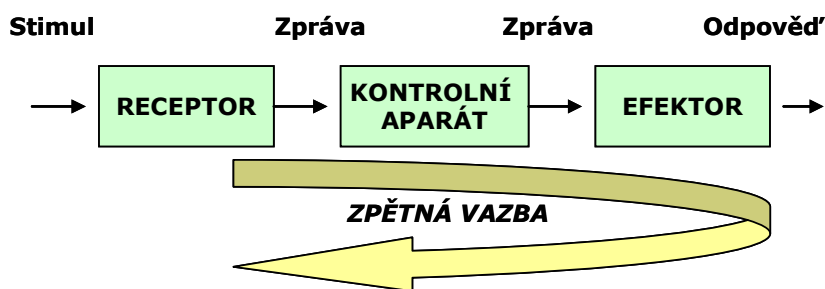 Stimul Zpráva Zpráva Odpověď
RECEPTOR
KONTROLNÍ
APARÁT
EFEKTOR
ZPĚTNÁ VAZBA